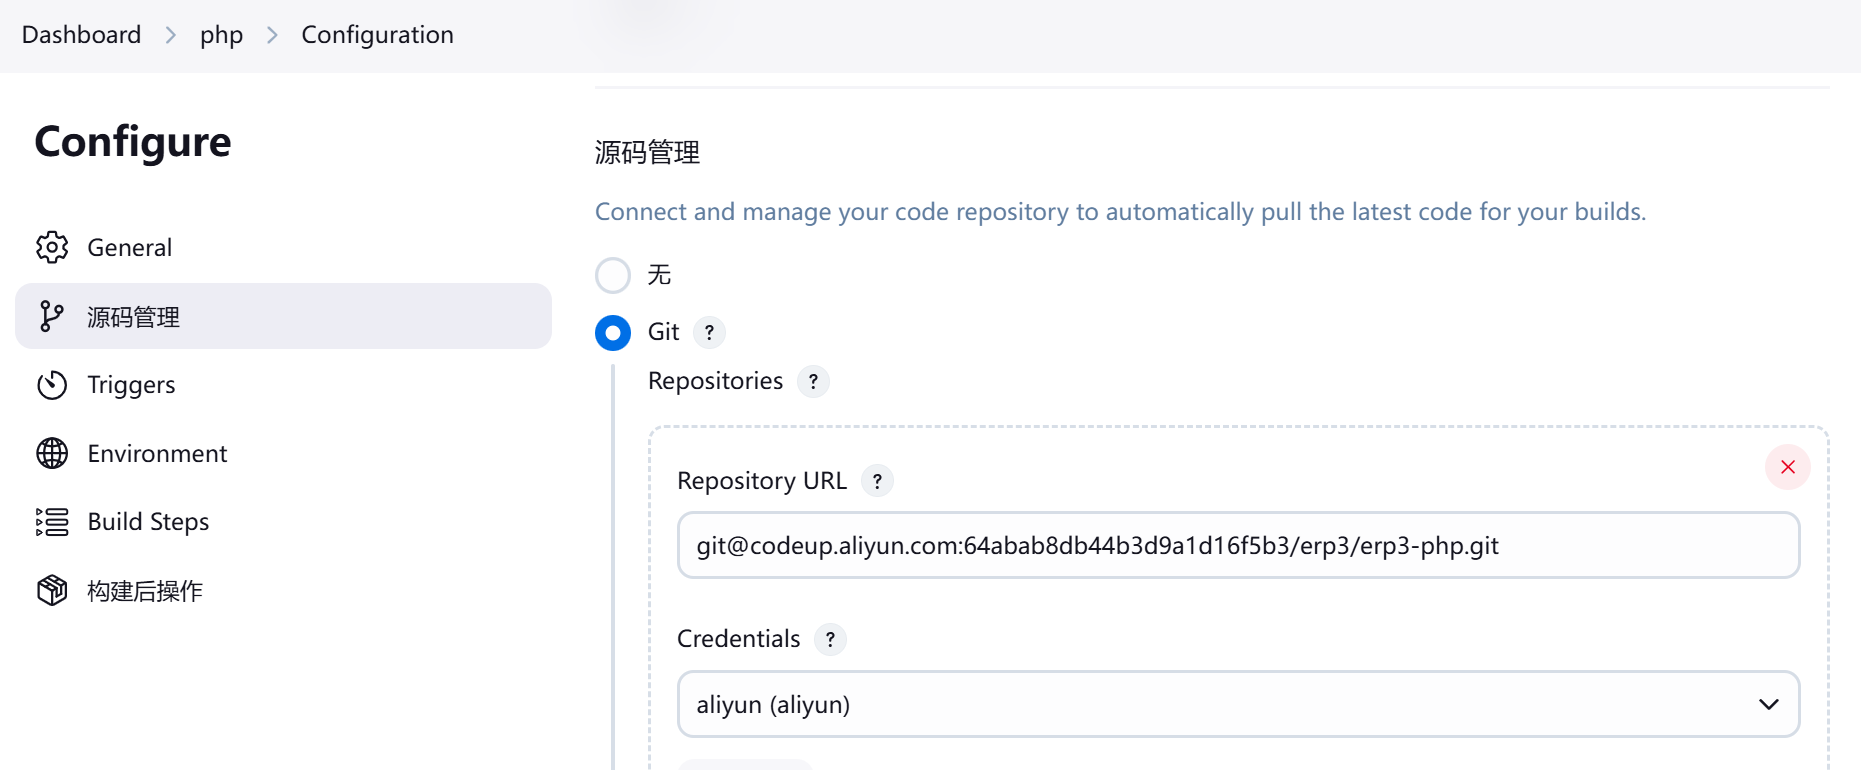 Dashboard > php > Configuration
Configure
General
源码管理
Triggers
Environment
Build Steps
构建后操作
源码管理
Connect and manage your code repository to automatically pull the latest code for your builds.
无
Git ?
Repositories ?
Repository URL ?
git@codeup.aliyun.com:64abab8db44b3d9a1d16f5b3/erp3/erp3-php.git
Credentials ?
aliyun (aliyun)